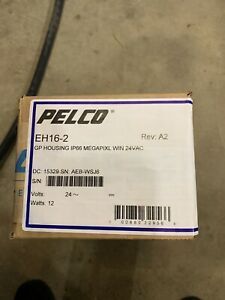 PELCO
EH16-2
Rev: A2
GP HOUSING IP66 MEGAPIXL WIN 24VAC
DC: 15329 SN: AEB-WSJ6
S/N:
Volts: 24~
Watts: 12